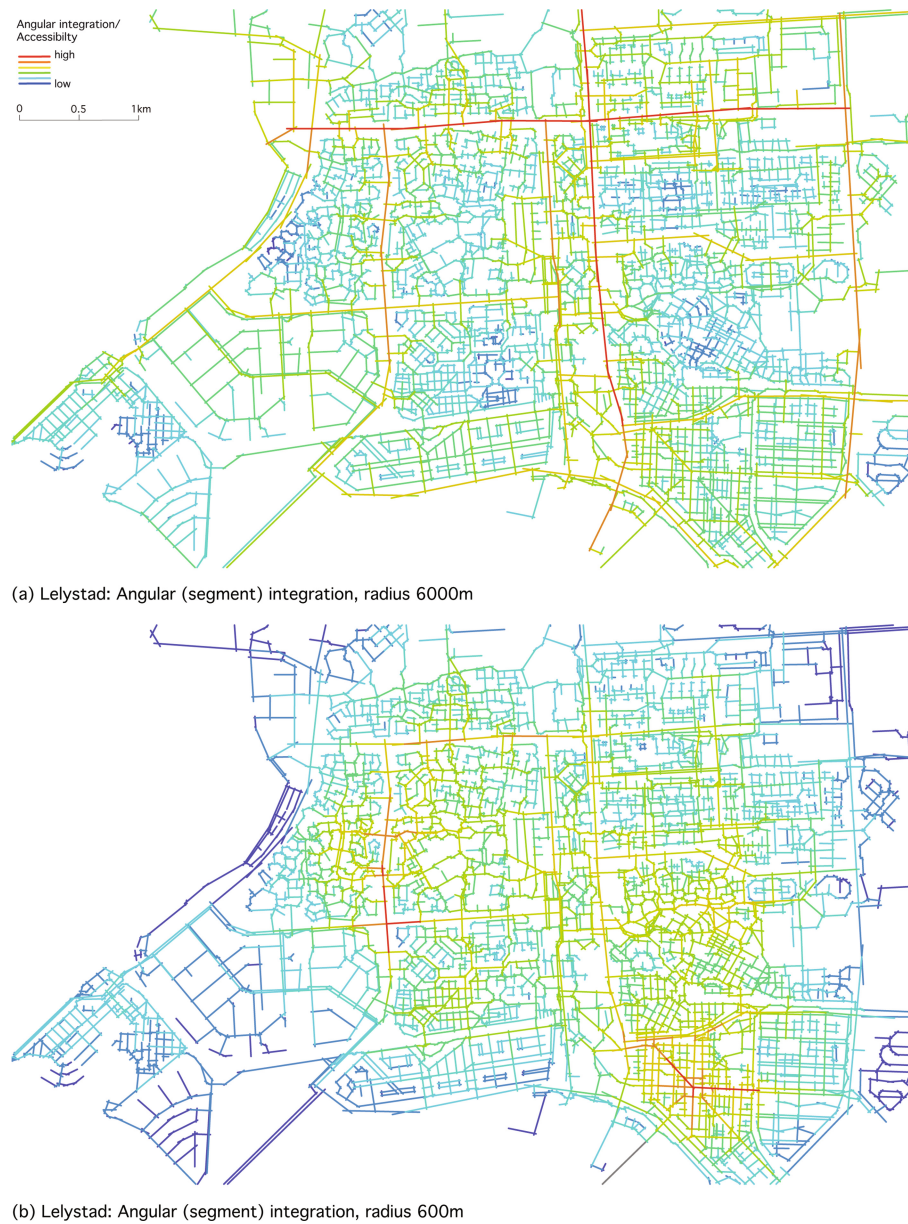 Angular integration/
Accessibilty
high
low
0 0.5 1km
(a) Lelystad: Angular (segment) integration, radius 6000m
(b) Lelystad: Angular (segment) integration, radius 600m